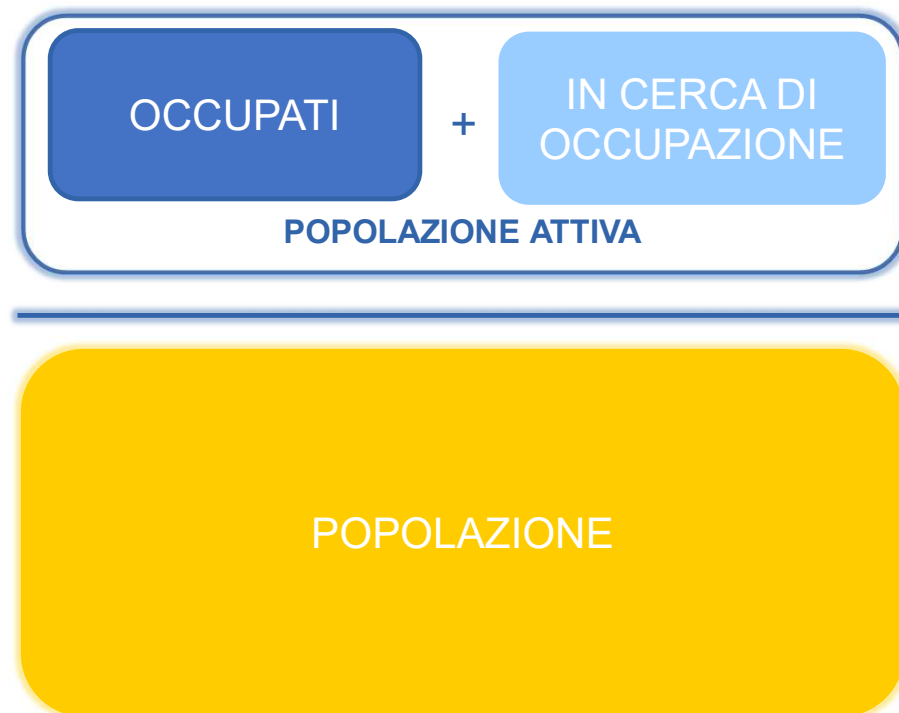 OCCUPATI
+
IN CERCA DI
OCCUPAZIONE
POPOLAZIONE ATTIVA
POPOLAZIONE